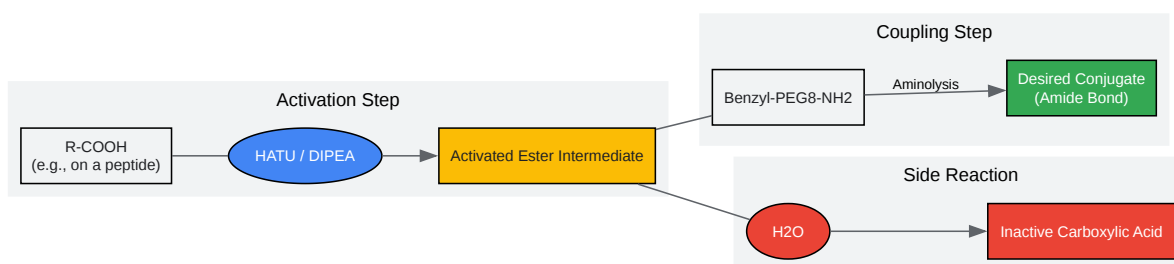 Activation Step
R-COOH
(e.g., on a peptide)
HATU / DIPEA
Activated Ester Intermediate
Coupling Step
Benzyl-PEG8-NH2
Aminolysis
Desired Conjugate
(Amide Bond)
Side Reaction
H2O
Inactive Carboxylic Acid